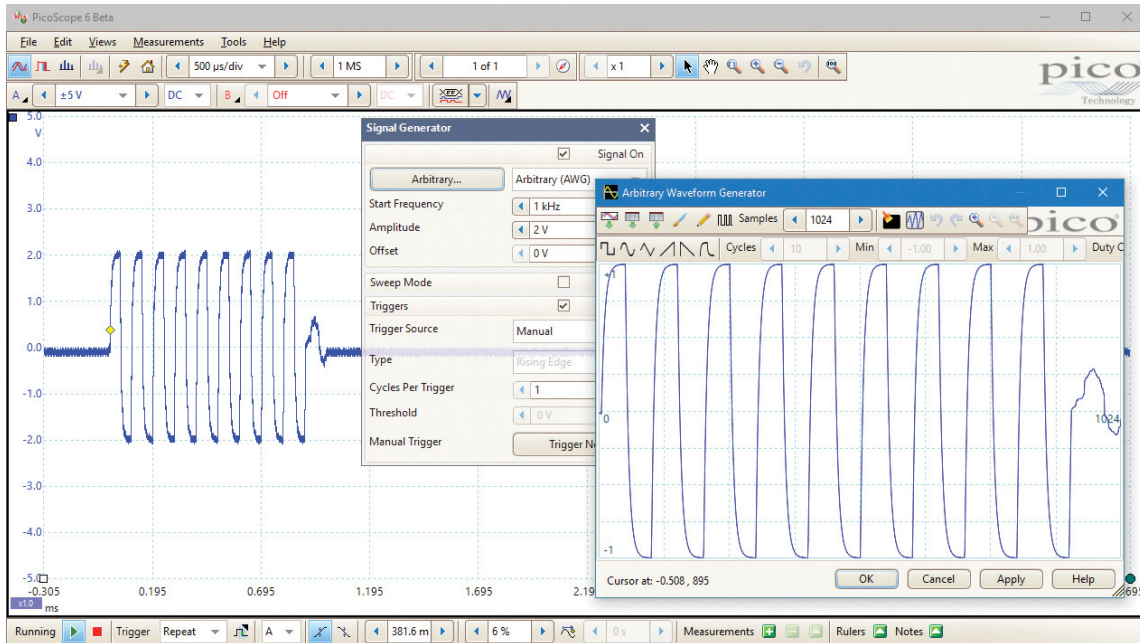 PicoScope 6 Beta
File Edit Views Measurements Tools Help
500 µs/div 1 MS 1 of 1 x 1
pico
Technology
A ±5 V DC B Off DC
5.0
V
4.0
3.0
2.0
1.0
0.0
-1.0
-2.0
-3.0
-4.0
-5.0
-0.305 0.195 0.695 1.195 1.695 2.19
x1.0 ms
Signal Generator
Signal On
Arbitrary... Arbitrary (AWG)
Start Frequency 1 kHz
Amplitude 2 V
Offset 0 V
Sweep Mode
Triggers
Trigger Source Manual
Type Rising Edge
Cycles Per Trigger 1
Threshold 0 V
Manual Trigger Trigger N
Arbitrary Waveform Generator
Samples 1024
pico
Cycles 10 Min -1.00 Max 1.00 Duty C
+1
0 1024
-1
Cursor at: -0.508 , 895 OK Cancel Apply Help
695
Running Trigger Repeat A 381.6 m 6 % 0 s Measurements Rulers Notes